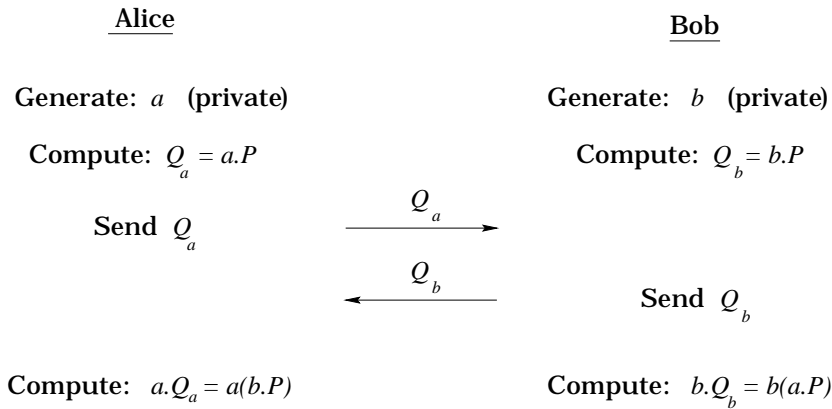 Alice
Bob
Generate: a (private)
Generate: b (private)
Compute: Q_a = a.P
Compute: Q_b = b.P
Q_a
Send Q_a
Q_b
Send Q_b
Compute: a.Q_a = a(b.P)
Compute: b.Q_b = b(a.P)